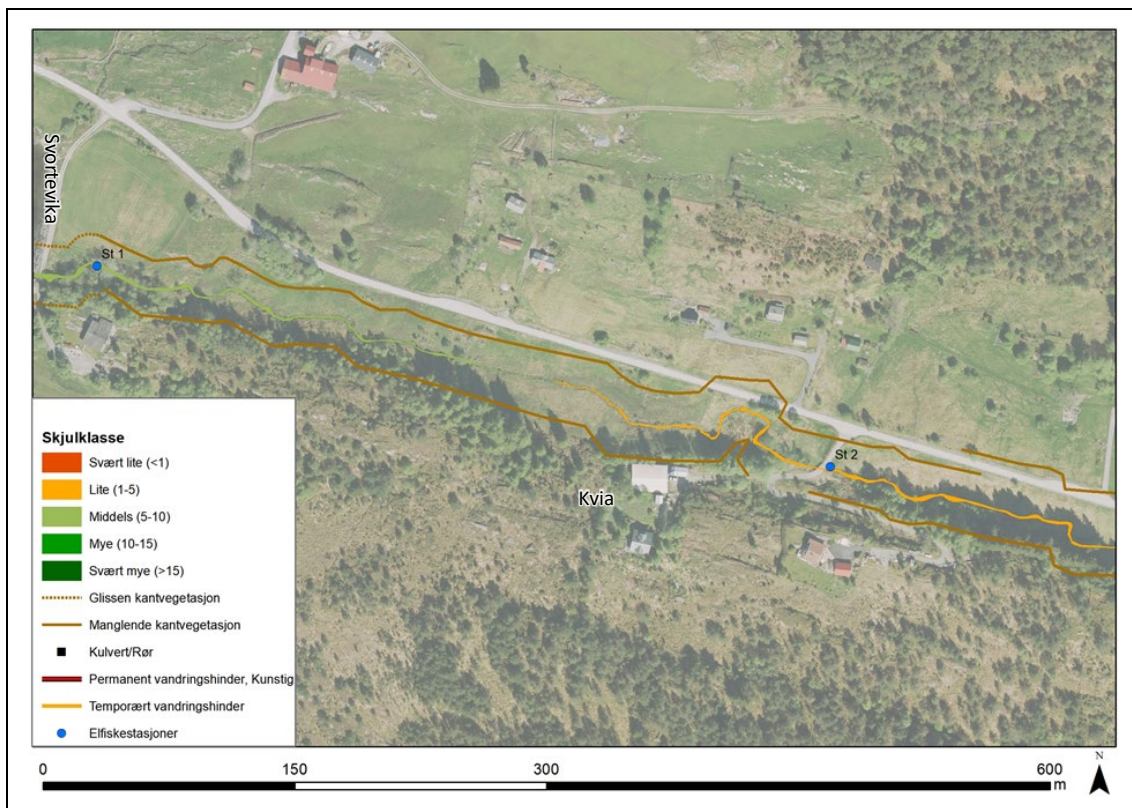 Svortevika
St 1
St 2
Kvia
Skjulklasse
Svært lite (<1)
Lite (1-5)
Middels (5-10)
Mye (10-15)
Svært mye (>15)
Glissen kantvegetasjon
Manglende kantvegetasjon
Kulvert/Rør
Permanent vandringshinder, Kunstig
Temporært vandringshinder
Elfiskestasjoner
N
0 150 300 600
m